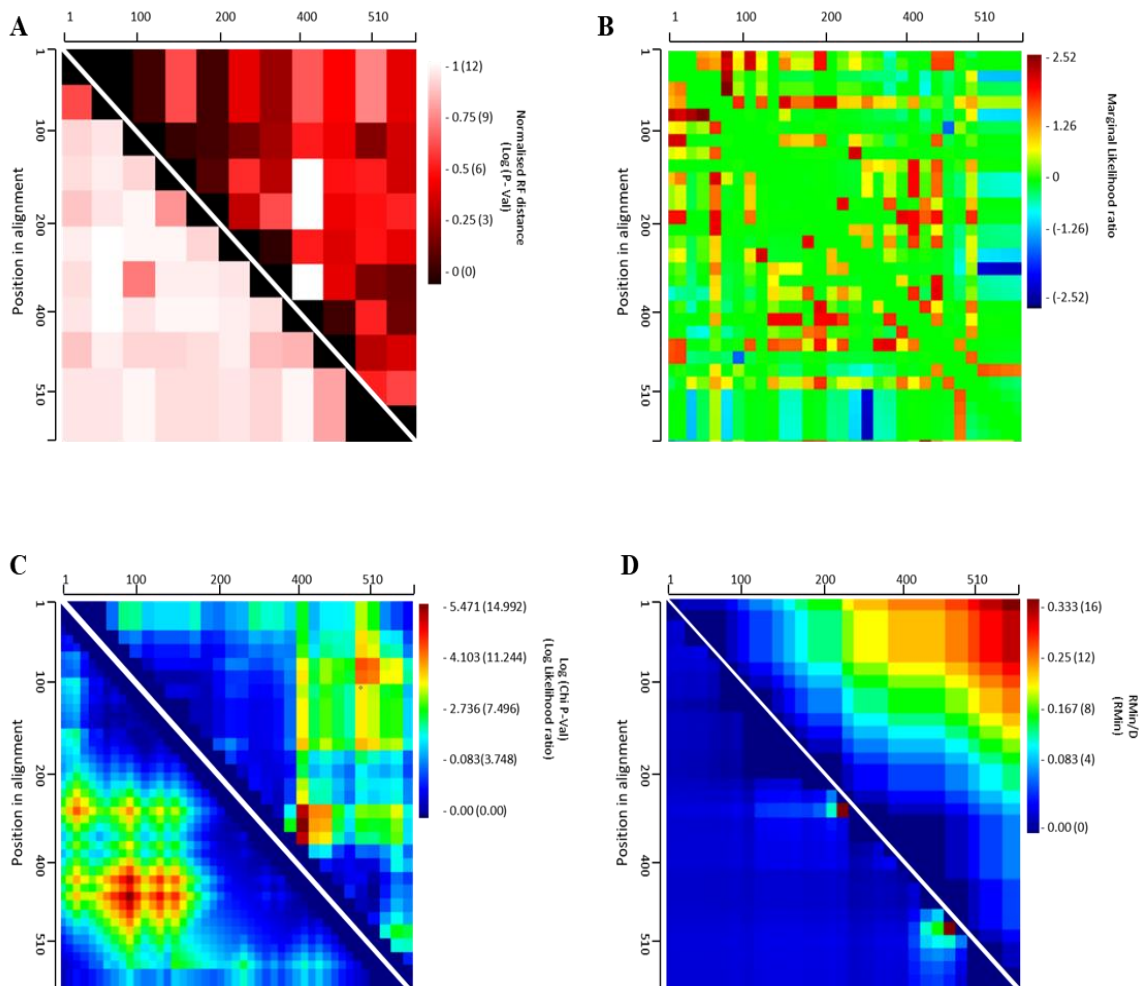 A
1 100 200 400 510
1
100
200
400
510
Position in alignment
- 1 (12)
- 0.75 (9)
- 0.5 (6)
- 0.25 (3)
- 0 (0)
Normalised RF distance
(Log (P- Val)
B
1 100 200 400 510
1
100
200
400
510
Position in alignment
- 2.52
- 1.26
- 0
- (-1.26)
- (-2.52)
Marginal Likelihood ratio
C
1 100 200 400 510
1
100
200
400
510
Position in alignment
- 5.471 (14.992)
- 4.103 (11.244)
- 2.736 (7.496)
- 0.083(3.748)
- 0.00 (0.00)
Log (Chi P-Val)
(Log Likelihood ratio)
D
1 100 200 400 510
1
100
200
400
510
Position in alignment
- 0.333 (16)
- 0.25 (12)
- 0.167 (8)
- 0.083 (4)
- 0.00 (0)
RMin/D
(RMin)